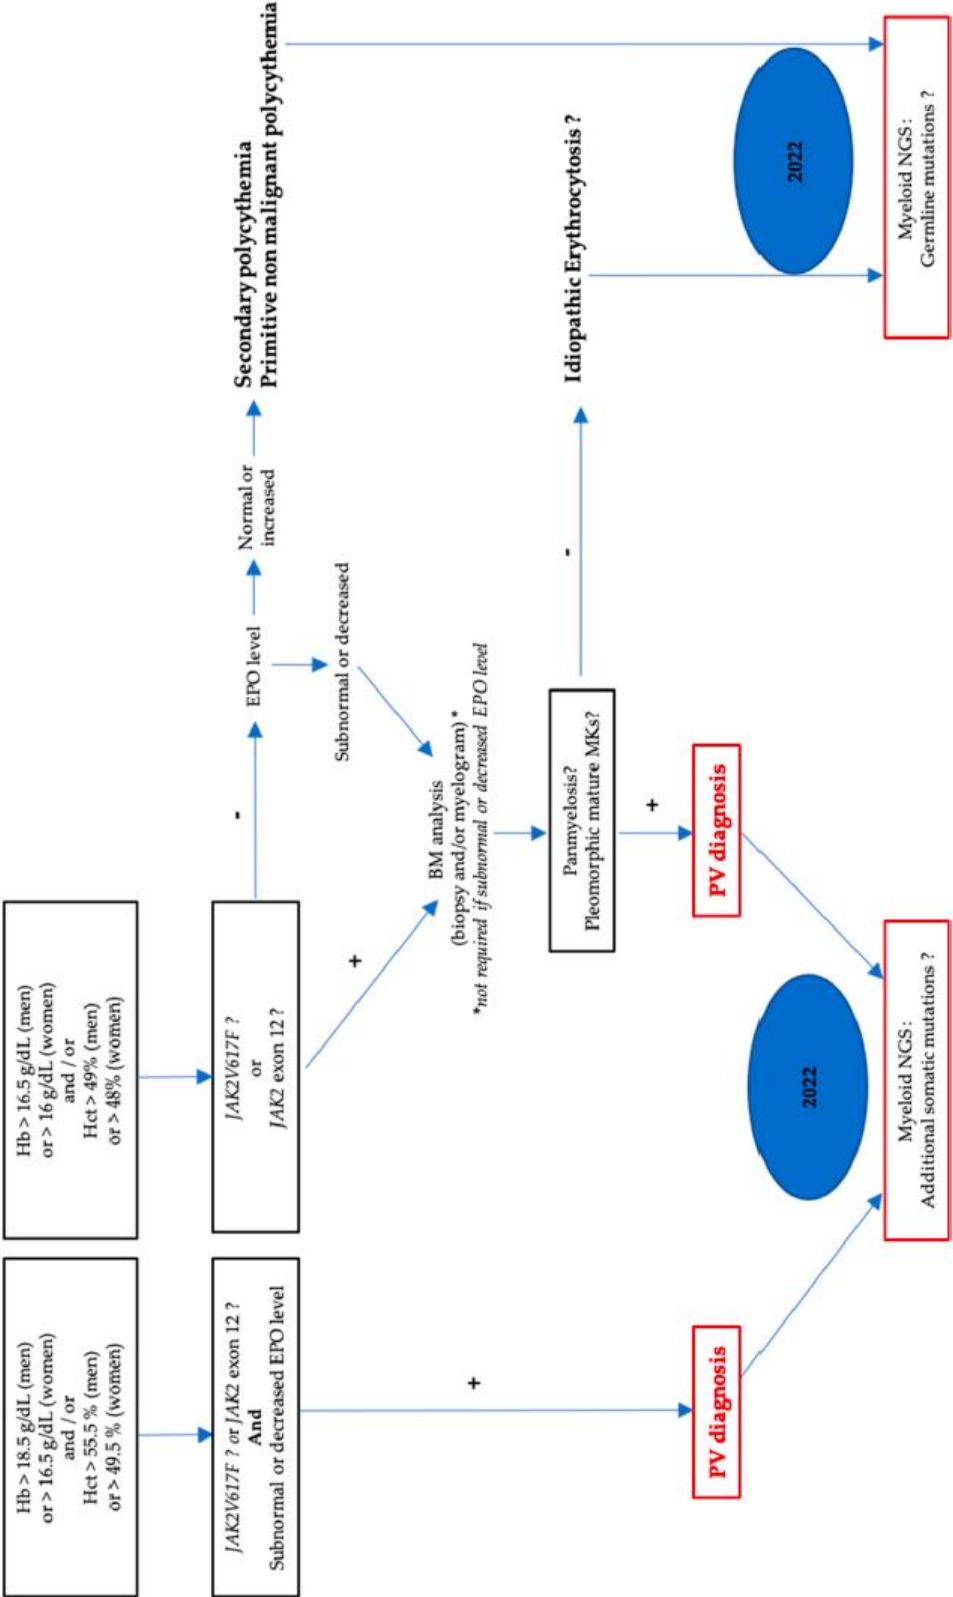 Hb > 18.5 g/dL (men)
or > 16.5 g/dL (women)
and / or
Hct > 55.5 % (men)
or > 49.5 % (women)
Hb > 16.5 g/dL (men)
or > 16 g/dL (women)
and / or
Hct > 49% (men)
or > 48% (women)
JAK2V617F ? or JAK2 exon 12 ?
And
Subnormal or decreased EPO level
JAK2V617F ?
or
JAK2 exon 12 ?
-
EPO level
Normal or
increased
Secondary polycythemia
Primitive non malignant polycythemia
Subnormal or decreased
+
+
BM analysis
(biopsy and/or myelogram) *
*not required if subnormal or decreased EPO level
Panmyelosis?
Pleomorphic mature MKs?
-
Idiopathic Erythrocytosis ?
+
PV diagnosis
PV diagnosis
2022
2022
Myeloid NGS :
Additional somatic mutations ?
Myeloid NGS :
Germline mutations ?